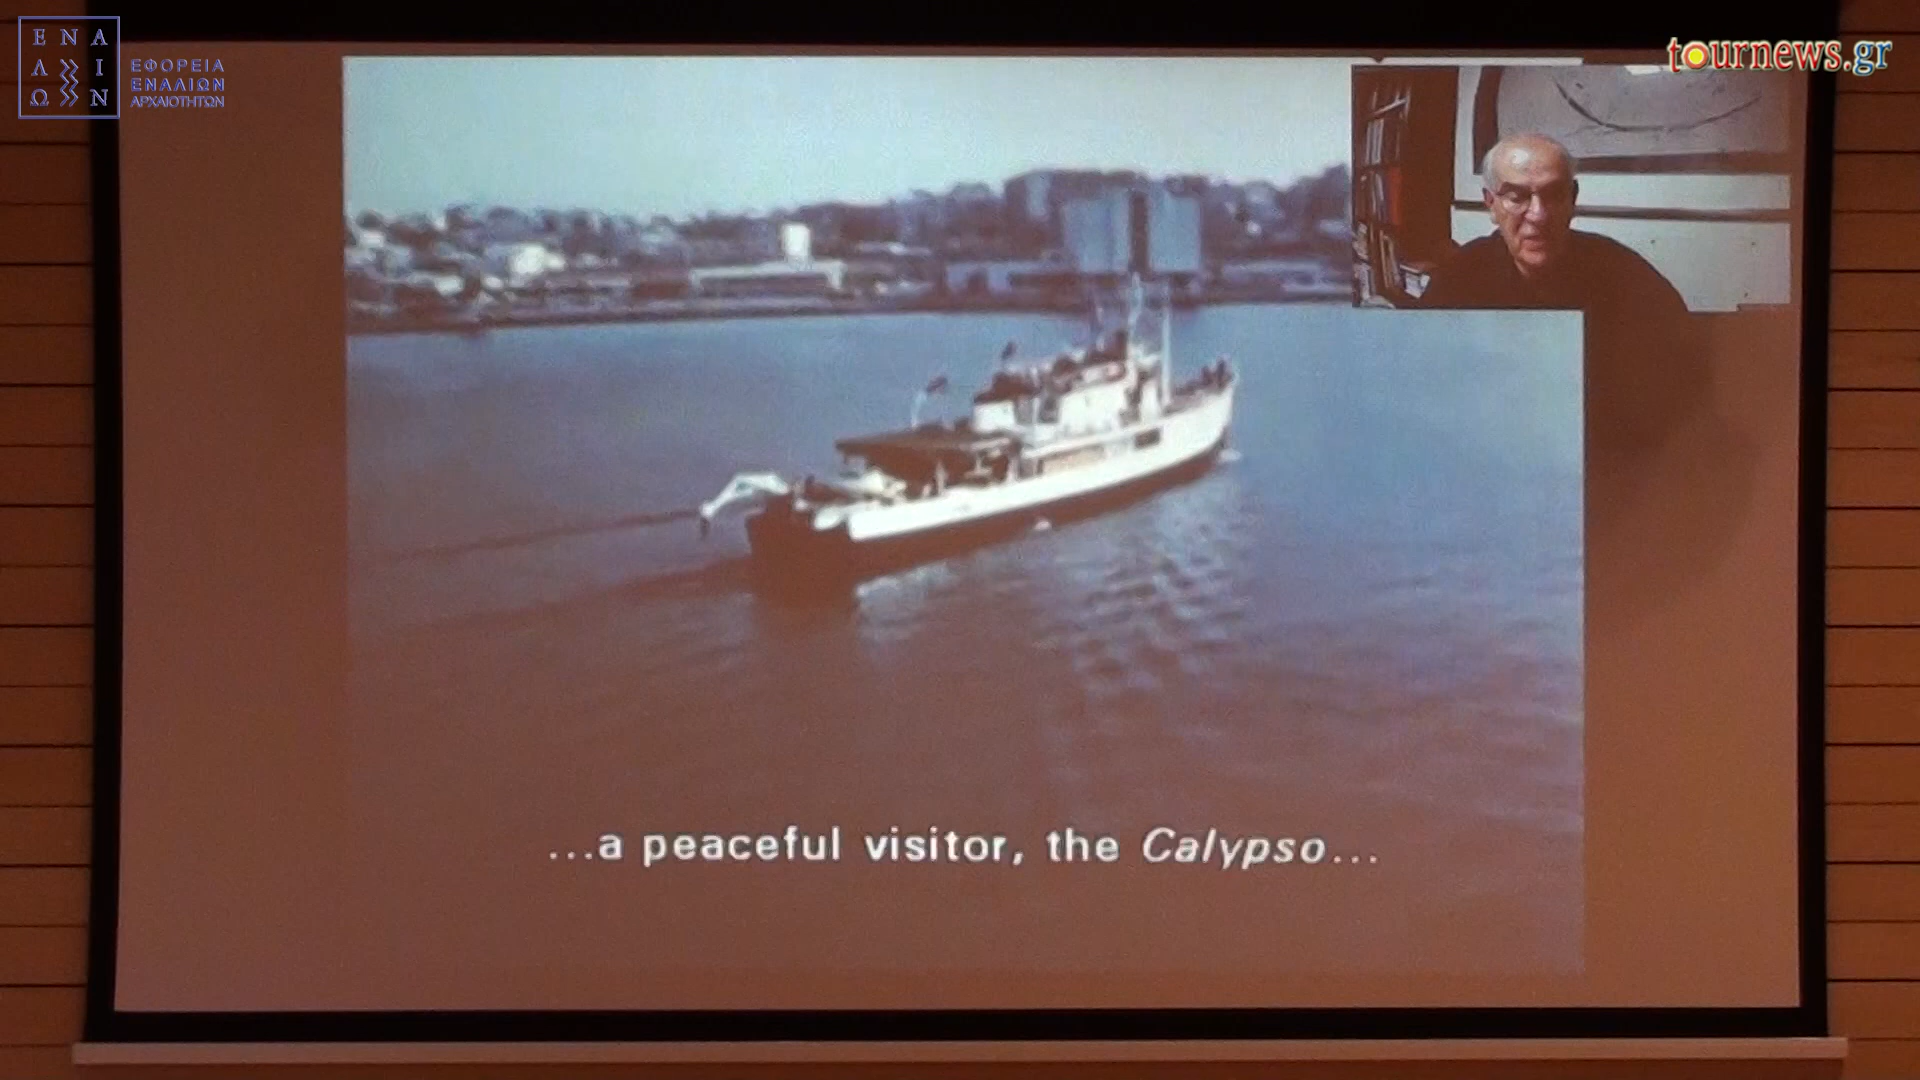 ΕΝΑ
ΛΙ
ΩΝ
ΕΦΟΡΕΙΑ
ΕΝΑΛΙΩΝ
ΑΡΧΑΙΟΤΗΤΩΝ
tournews.gr
...a peaceful visitor, the Calypso...